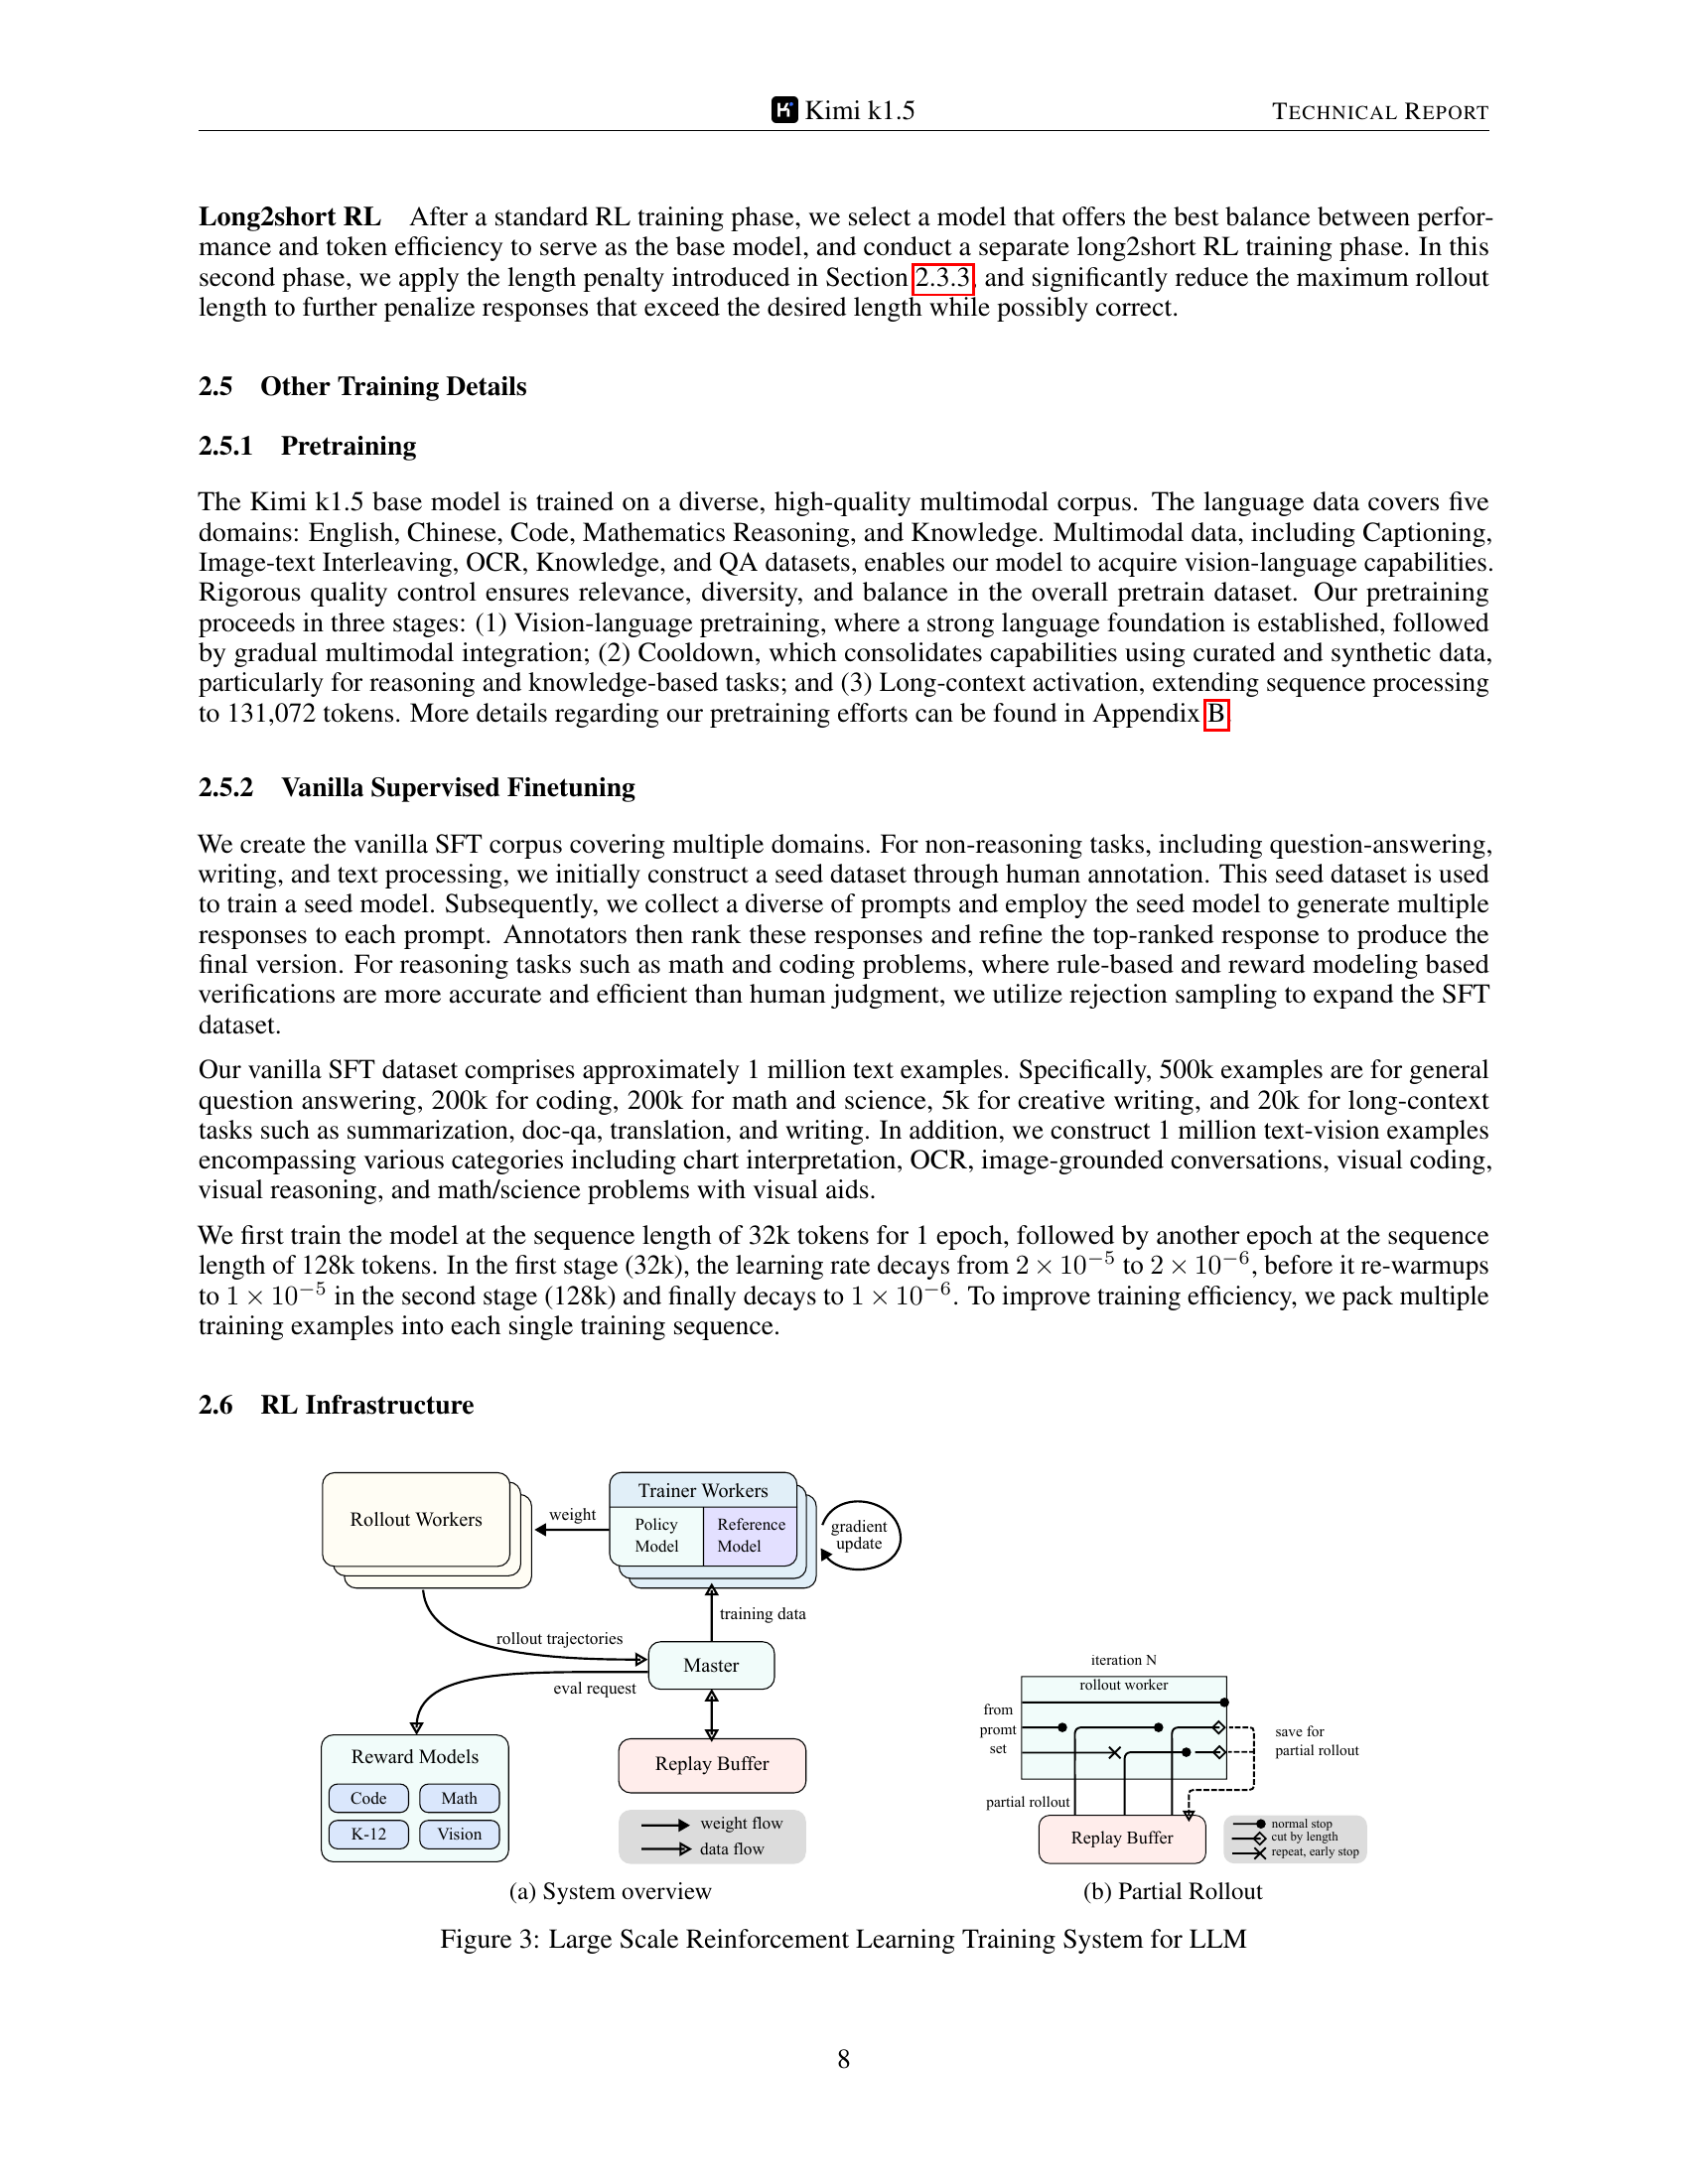 Kimi k1.5
TECHNICAL REPORT
Long2short RL After a standard RL training phase, we select a model that offers the best balance between perfor-
mance and token efficiency to serve as the base model, and conduct a separate long2short RL training phase. In this
second phase, we apply the length penalty introduced in Section 2.3.3, and significantly reduce the maximum rollout
length to further penalize responses that exceed the desired length while possibly correct.
2.5 Other Training Details
2.5.1 Pretraining
The Kimi k1.5 base model is trained on a diverse, high-quality multimodal corpus. The language data covers five
domains: English, Chinese, Code, Mathematics Reasoning, and Knowledge. Multimodal data, including Captioning,
Image-text Interleaving, OCR, Knowledge, and QA datasets, enables our model to acquire vision-language capabilities.
Rigorous quality control ensures relevance, diversity, and balance in the overall pretrain dataset. Our pretraining
proceeds in three stages: (1) Vision-language pretraining, where a strong language foundation is established, followed
by gradual multimodal integration; (2) Cooldown, which consolidates capabilities using curated and synthetic data,
particularly for reasoning and knowledge-based tasks; and (3) Long-context activation, extending sequence processing
to 131,072 tokens. More details regarding our pretraining efforts can be found in Appendix B.
2.5.2 Vanilla Supervised Finetuning
We create the vanilla SFT corpus covering multiple domains. For non-reasoning tasks, including question-answering,
writing, and text processing, we initially construct a seed dataset through human annotation. This seed dataset is used
to train a seed model. Subsequently, we collect a diverse of prompts and employ the seed model to generate multiple
responses to each prompt. Annotators then rank these responses and refine the top-ranked response to produce the
final version. For reasoning tasks such as math and coding problems, where rule-based and reward modeling based
verifications are more accurate and efficient than human judgment, we utilize rejection sampling to expand the SFT
dataset.
Our vanilla SFT dataset comprises approximately 1 million text examples. Specifically, 500k examples are for general
question answering, 200k for coding, 200k for math and science, 5k for creative writing, and 20k for long-context
tasks such as summarization, doc-qa, translation, and writing. In addition, we construct 1 million text-vision examples
encompassing various categories including chart interpretation, OCR, image-grounded conversations, visual coding,
visual reasoning, and math/science problems with visual aids.
We first train the model at the sequence length of 32k tokens for 1 epoch, followed by another epoch at the sequence
length of 128k tokens. In the first stage (32k), the learning rate decays from 2 × 10⁻⁵ to 2 × 10⁻⁶, before it re-warmups
to 1 × 10⁻⁵ in the second stage (128k) and finally decays to 1 × 10⁻⁶. To improve training efficiency, we pack multiple
training examples into each single training sequence.
2.6 RL Infrastructure
Rollout Workers
weight
Trainer Workers
Policy
Model
Reference
Model
gradient
update
training data
rollout trajectories
Master
eval request
Reward Models
Code
Math
K-12
Vision
Replay Buffer
weight flow
data flow
(a) System overview
iteration N
rollout worker
from
promt
set
save for
partial rollout
partial rollout
Replay Buffer
normal stop
cut by length
repeat, early stop
(b) Partial Rollout
Figure 3: Large Scale Reinforcement Learning Training System for LLM
8